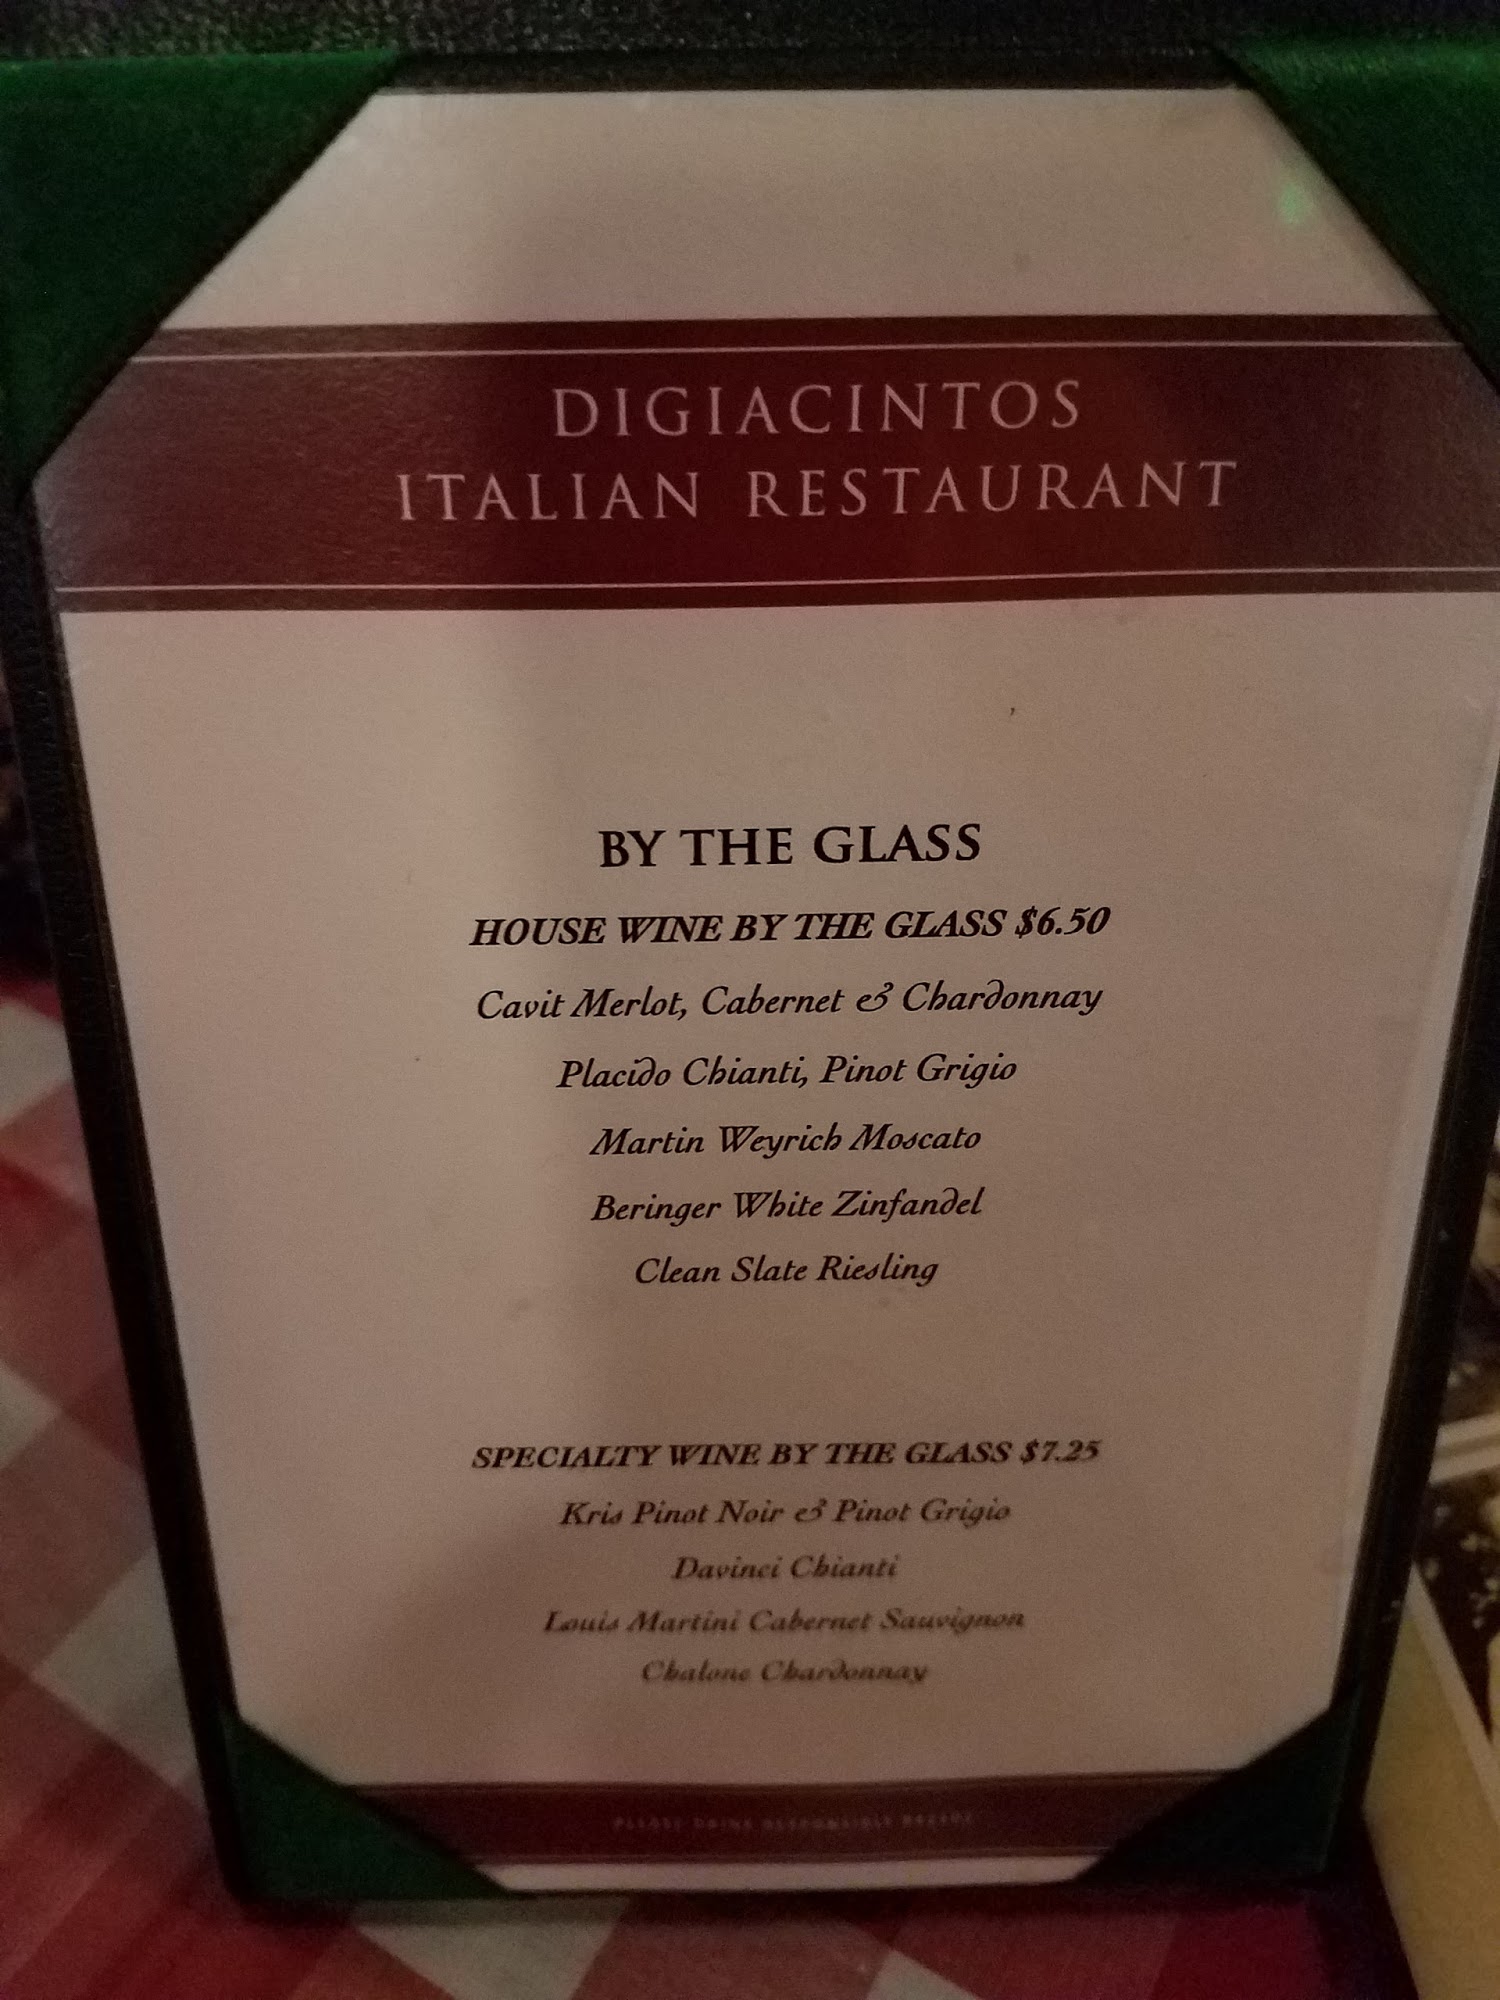 DIGIACINTOS
ITALIAN RESTAURANT
BY THE GLASS
HOUSE WINE BY THE GLASS $6.50
Cavit Merlot, Cabernet & Chardonnay
Placido Chianti, Pinot Grigio
Martin Weyrich Moscato
Beringer White Zinfandel
Clean Slate Riesling
SPECIALTY WINE BY THE GLASS $7.25
Kris Pinot Noir & Pinot Grigio
Davinci Chianti
Louis Martini Cabernet Sauvignon
Chalone Chardonnay
PLEASE DRINK